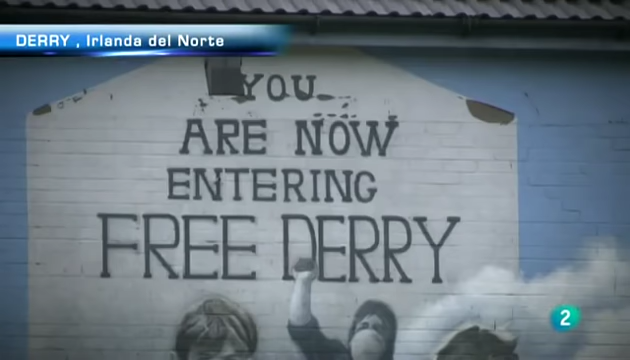 DERRY , Irlanda del Norte
YOU
ARE NOW
ENTERING
FREE DERRY
2